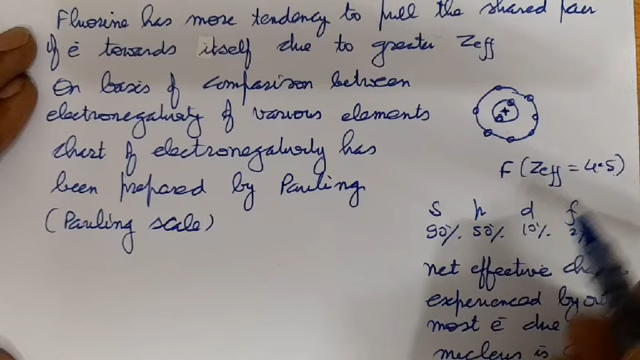 Fluorine has more tendency to pull the shared pair
of e⁻ towards itself due to greater Zeff
On basis of comparison between
electronegativity of various elements
chart of electronegativity has
been prepared by Pauling
(Pauling scale)
+
F (Zeff = 4.5)
s p d f
90% 50% 10%
net effective
experienced by
most e⁻ due
nucleus is